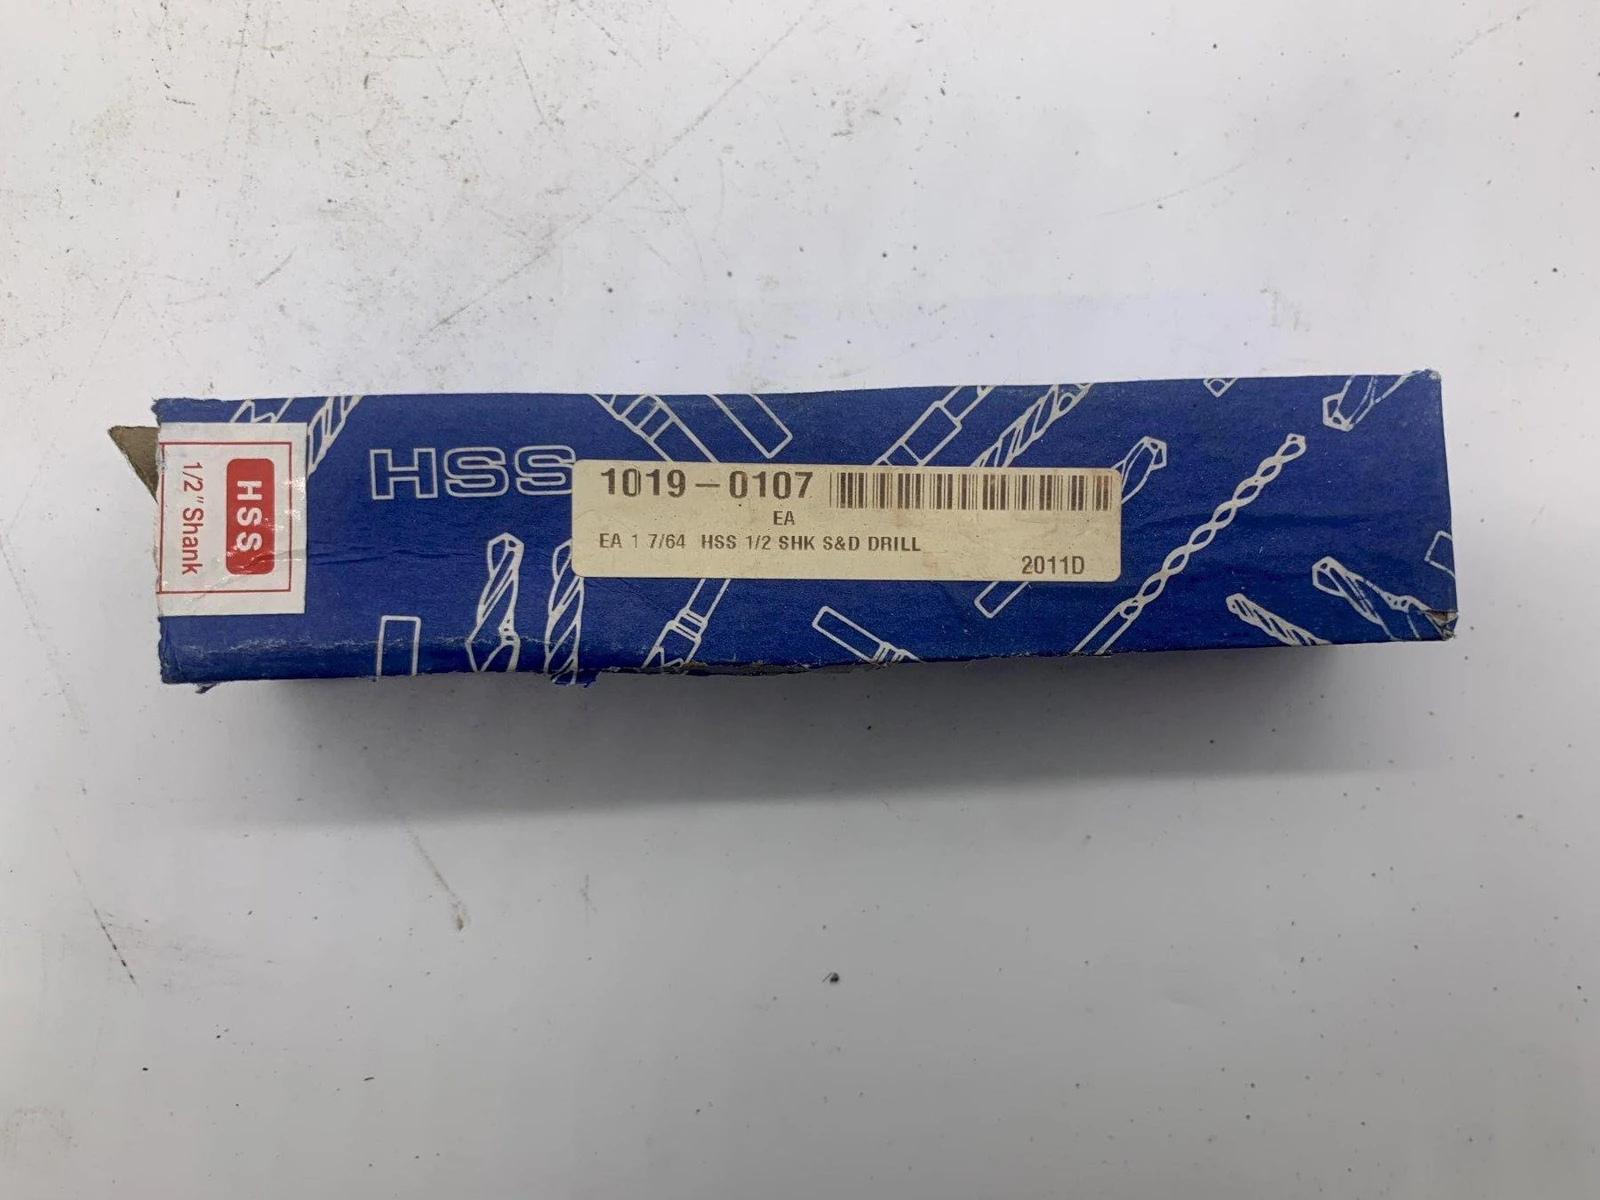 HSS
1/2" Shank
HSS
1019-0107
EA
EA 1 7/64 HSS 1/2 SHK S&D DRILL
2011D